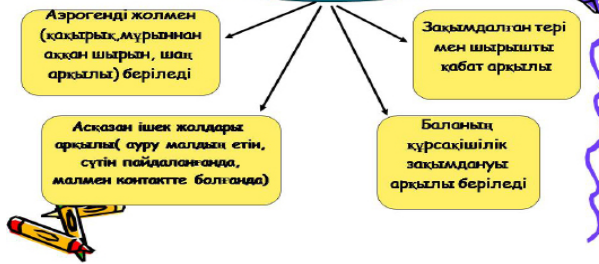 Аэрогенді жолмен
(қақырық,мұрыннан
аққан шырын, шаң
арқылы) беріледі
Зақымдалған тері
мен шырышты
қабат арқылы
Асқазан ішек жолдары
арқылы( ауру малдың етін,
сүтін пайдаланғанда,
малмен контактте болғанда)
Баланың
құрсақішілік
зақымдануы
арқылы беріледі